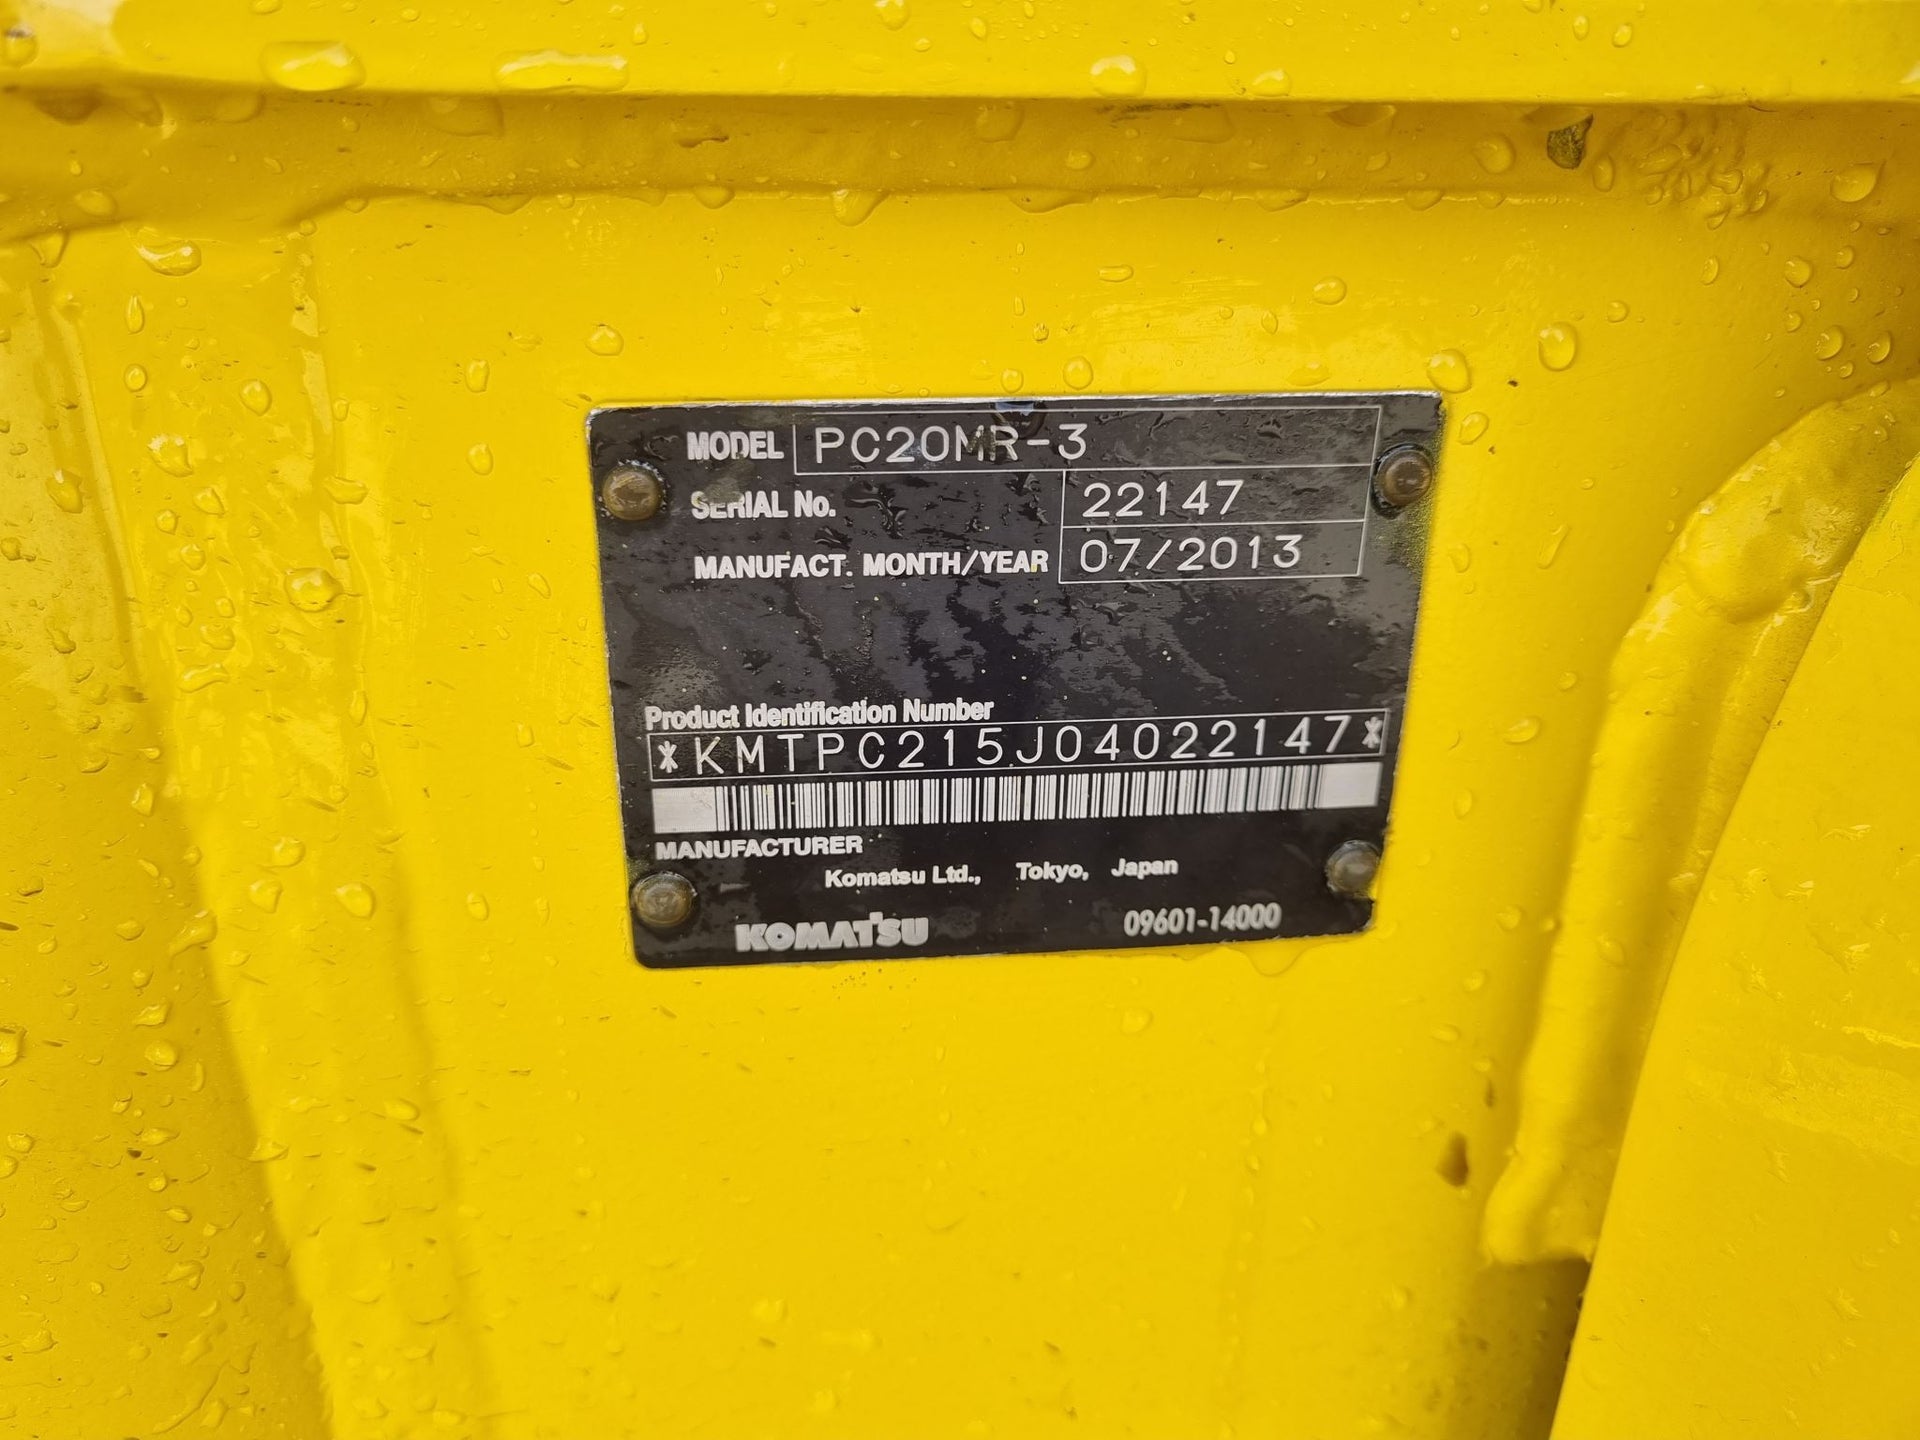 MODEL PC20MR-3
SERIAL No. 22147
MANUFACT. MONTH/YEAR 07/2013
Product Identification Number
*KMTPC215J04022147*
MANUFACTURER
Komatsu Ltd., Tokyo, Japan
KOMATSU 09601-14000